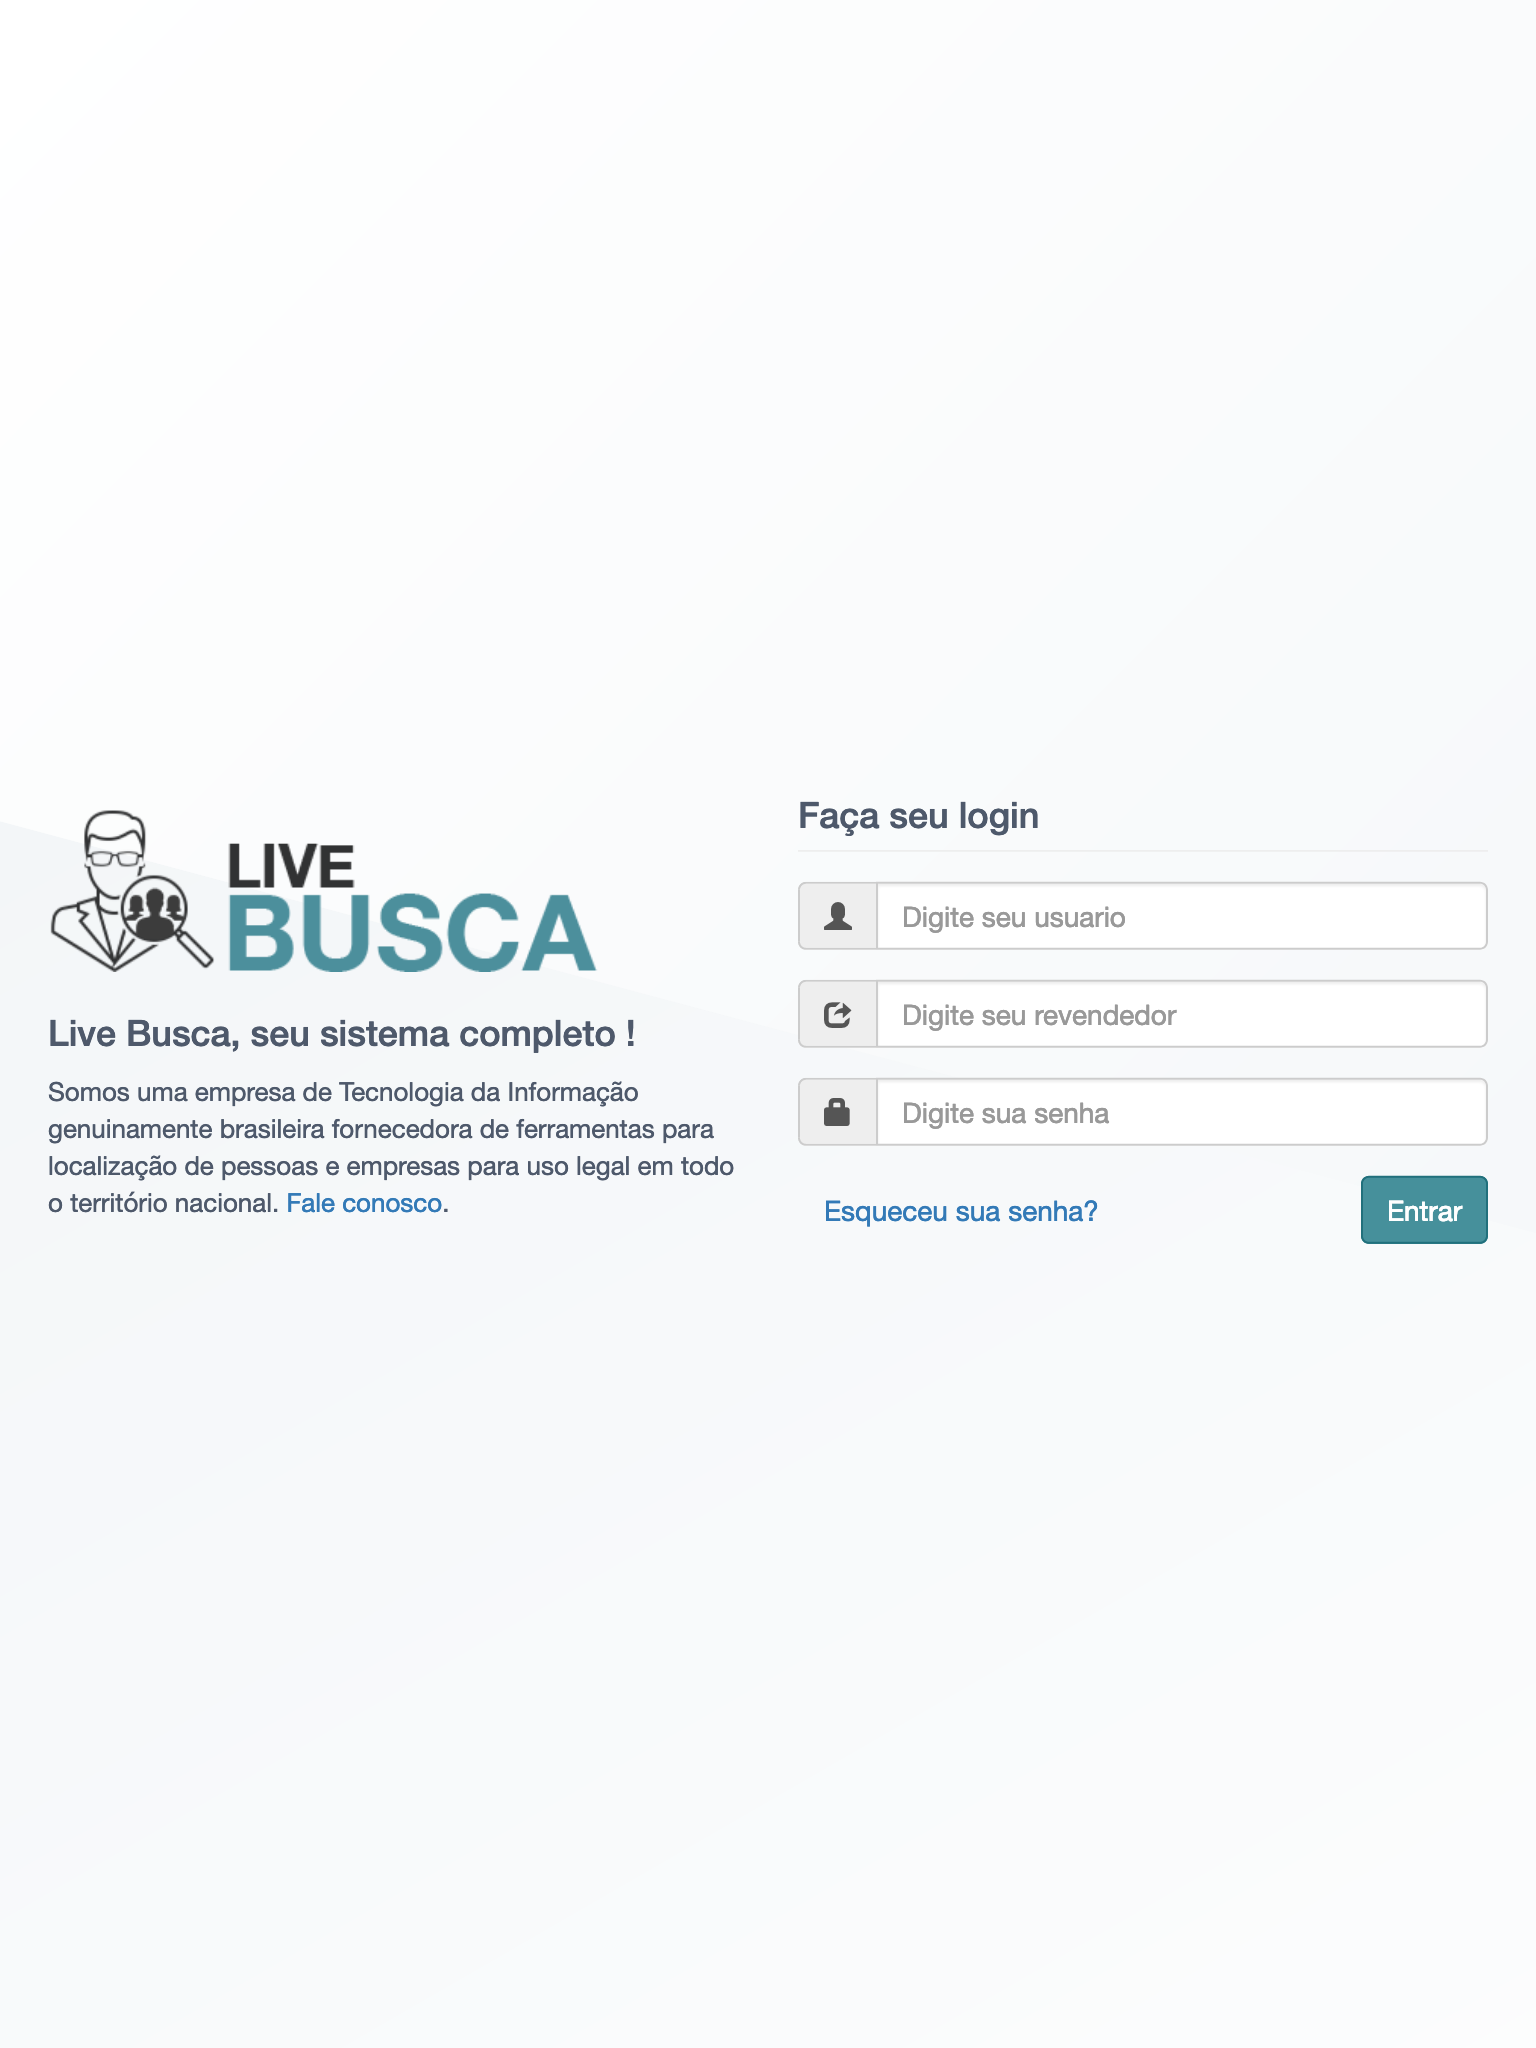 LIVE
BUSCA
Live Busca, seu sistema completo !
Somos uma empresa de Tecnologia da Informação
genuinamente brasileira fornecedora de ferramentas para
localização de pessoas e empresas para uso legal em todo
o território nacional. Fale conosco.
Faça seu login
Digite seu usuario
Digite seu revendedor
Digite sua senha
Esqueceu sua senha?
Entrar